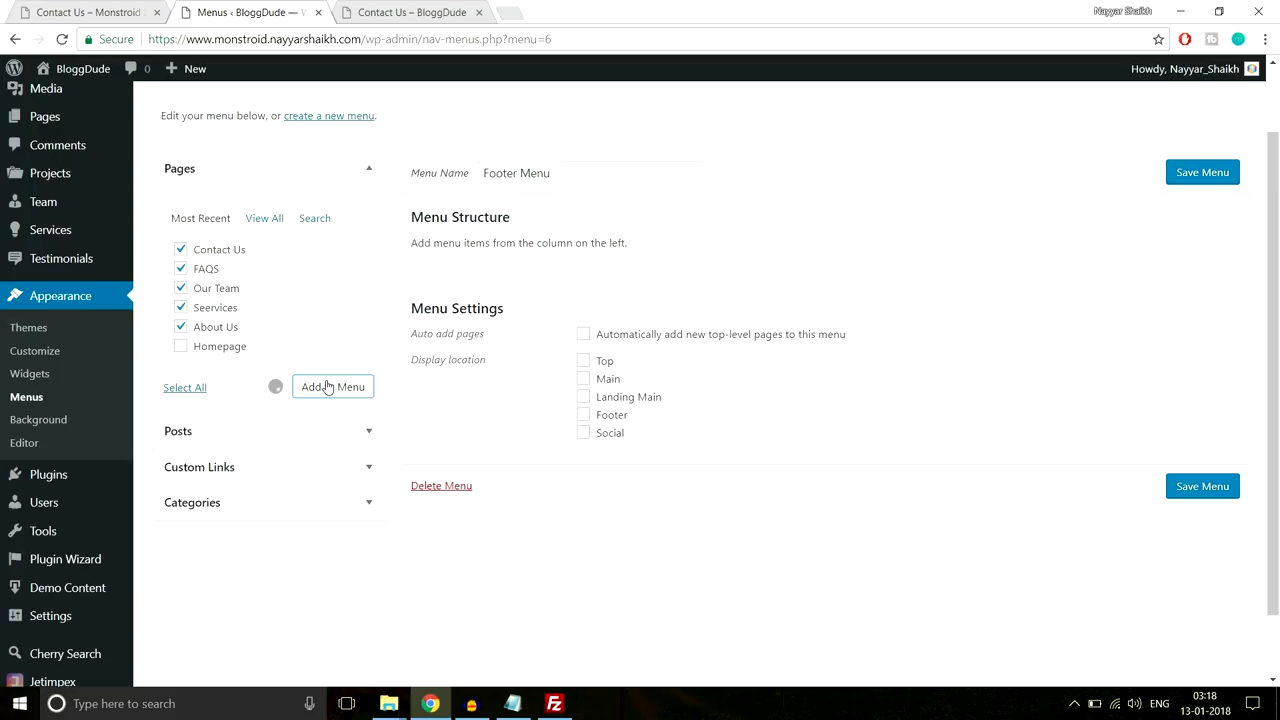 Contact Us – Monstroid
Menus ‹ BloggDude —
Contact Us – BloggDude
Nayyar Shaikh
Secure
https://www.monstroid.nayyarshaikh.com/wp-admin/nav-menus.php?menu=6
BloggDude
0
New
Howdy, Nayyar_Shaikh
Media
Pages
Comments
Projects
Team
Services
Testimonials
Appearance
Themes
Customize
Widgets
Menus
Background
Editor
Plugins
Users
Tools
Plugin Wizard
Demo Content
Settings
Cherry Search
Jetimpex
Edit your menu below, or create a new menu.
Pages
Most Recent View All Search
Contact Us
FAQS
Our Team
Seervices
About Us
Homepage
Select All
Add Menu
Posts
Custom Links
Categories
Menu Name Footer Menu
Save Menu
Menu Structure
Add menu items from the column on the left.
Menu Settings
Auto add pages
Automatically add new top-level pages to this menu
Display location
Top
Main
Landing Main
Footer
Social
Delete Menu
Save Menu
Type here to search
ENG
03:18
13-01-2018